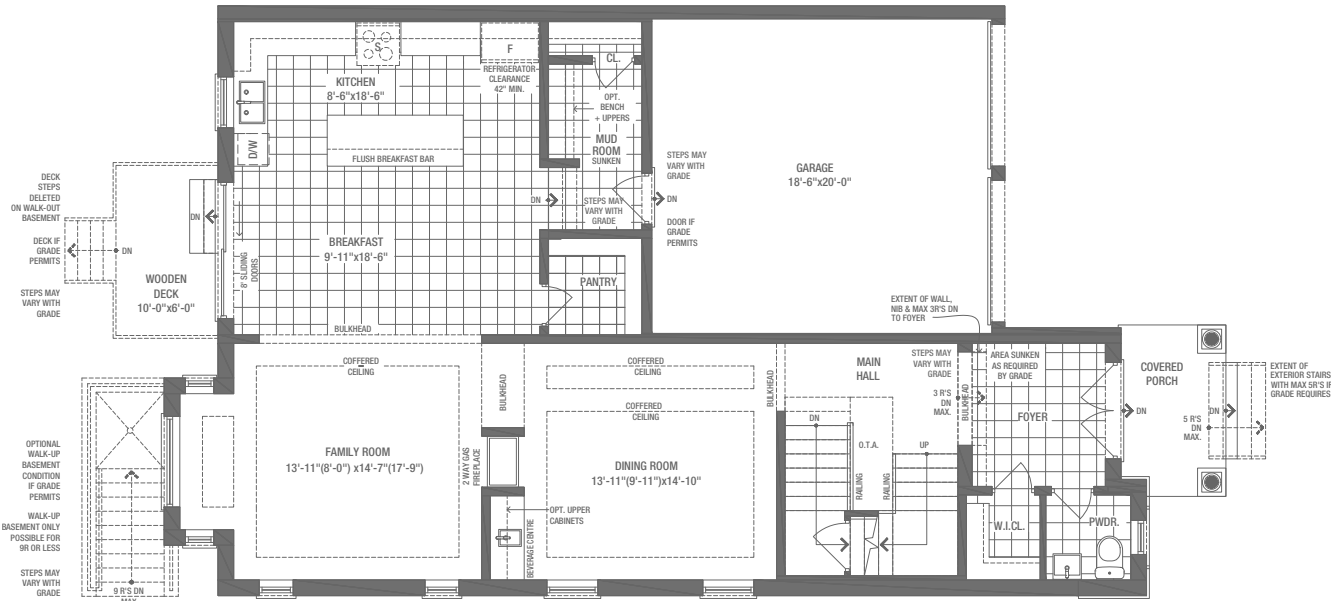 S
F
REFRIGERATOR
CLEARANCE
42" MIN.
KITCHEN
8'-6"x18'-6"
D/W
FLUSH BREAKFAST BAR
CL.
OPT.
BENCH
+ UPPERS
MUD
ROOM
SUNKEN
STEPS MAY
VARY WITH
GRADE
DN
STEPS MAY
VARY WITH
GRADE
DN
DOOR IF
GRADE
PERMITS
GARAGE
18'-6"x20'-0"
DECK
STEPS
DELETED
ON WALK-OUT
BASEMENT
DECK IF
GRADE
PERMITS
STEPS MAY
VARY WITH
GRADE
DN
DN
WOODEN
DECK
10'-0"x6'-0"
8' SLIDING
DOORS
BREAKFAST
9'-11"x18'-6"
PANTRY
BULKHEAD
EXTENT OF WALL,
NIB & MAX 3R'S DN
TO FOYER
COFFERED
CEILING
BULKHEAD
COFFERED
CEILING
COFFERED
CEILING
BULKHEAD
MAIN
HALL
STEPS MAY
VARY WITH
GRADE
3 R'S
DN
MAX.
BULKHEAD
AREA SUNKEN
AS REQUIRED
BY GRADE
FOYER
DN
COVERED
PORCH
EXTENT OF
EXTERIOR STAIRS
WITH MAX 5R'S IF
GRADE REQUIRES
5 R'S
DN
MAX.
DN
OPTIONAL
WALK-UP
BASEMENT
CONDITION
IF GRADE
PERMITS
WALK-UP
BASEMENT ONLY
POSSIBLE FOR
9R OR LESS
STEPS MAY
VARY WITH
GRADE
9 R'S DN
MAX.
FAMILY ROOM
13'-11"(8'-0") x14'-7"(17'-9")
2 WAY GAS
FIREPLACE
DINING ROOM
13'-11"(9'-11")x14'-10"
OPT. UPPER
CABINETS
BEVERAGE CENTRE
DN
O.T.A.
UP
RAILING
RAILING
W.I.CL.
PWDR.